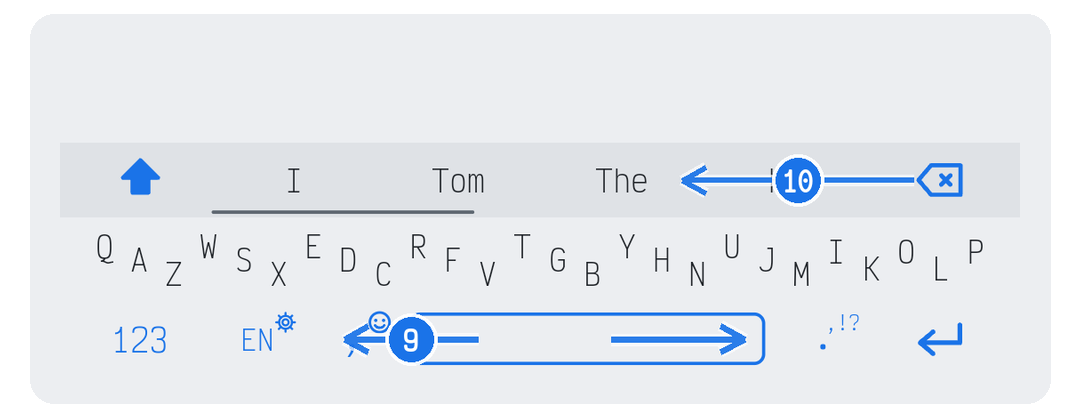 I Tom The 10
Q A Z W S X E D C R F V T G B Y H N U J M I K O L P
123 EN , 9 . ,!?